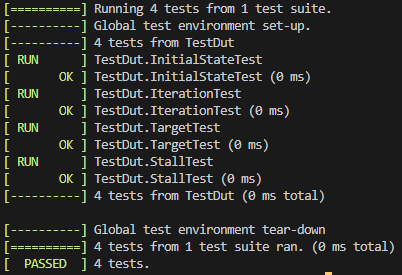 [==========] Running 4 tests from 1 test suite.
[----------] Global test environment set-up.
[----------] 4 tests from TestDut
[ RUN      ] TestDut.InitialStateTest
[       OK ] TestDut.InitialStateTest (0 ms)
[ RUN      ] TestDut.IterationTest
[       OK ] TestDut.IterationTest (0 ms)
[ RUN      ] TestDut.TargetTest
[       OK ] TestDut.TargetTest (0 ms)
[ RUN      ] TestDut.StallTest
[       OK ] TestDut.StallTest (0 ms)
[----------] 4 tests from TestDut (0 ms total)

[----------] Global test environment tear-down
[==========] 4 tests from 1 test suite ran. (0 ms total)
[  PASSED  ] 4 tests.